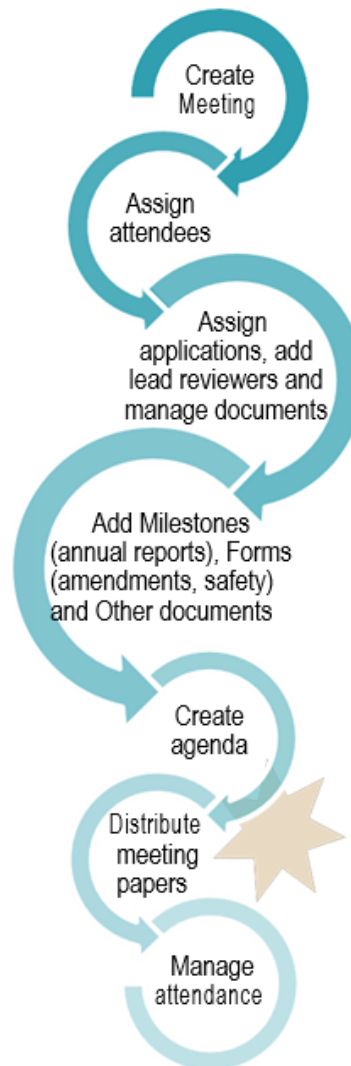 Create
Meeting
Assign
attendees
Assign
applications, add
lead reviewers and
manage documents
Add Milestones
(annual reports), Forms
(amendments, safety)
and Other documents
Create
agenda
Distribute
meeting
papers
Manage
attendance